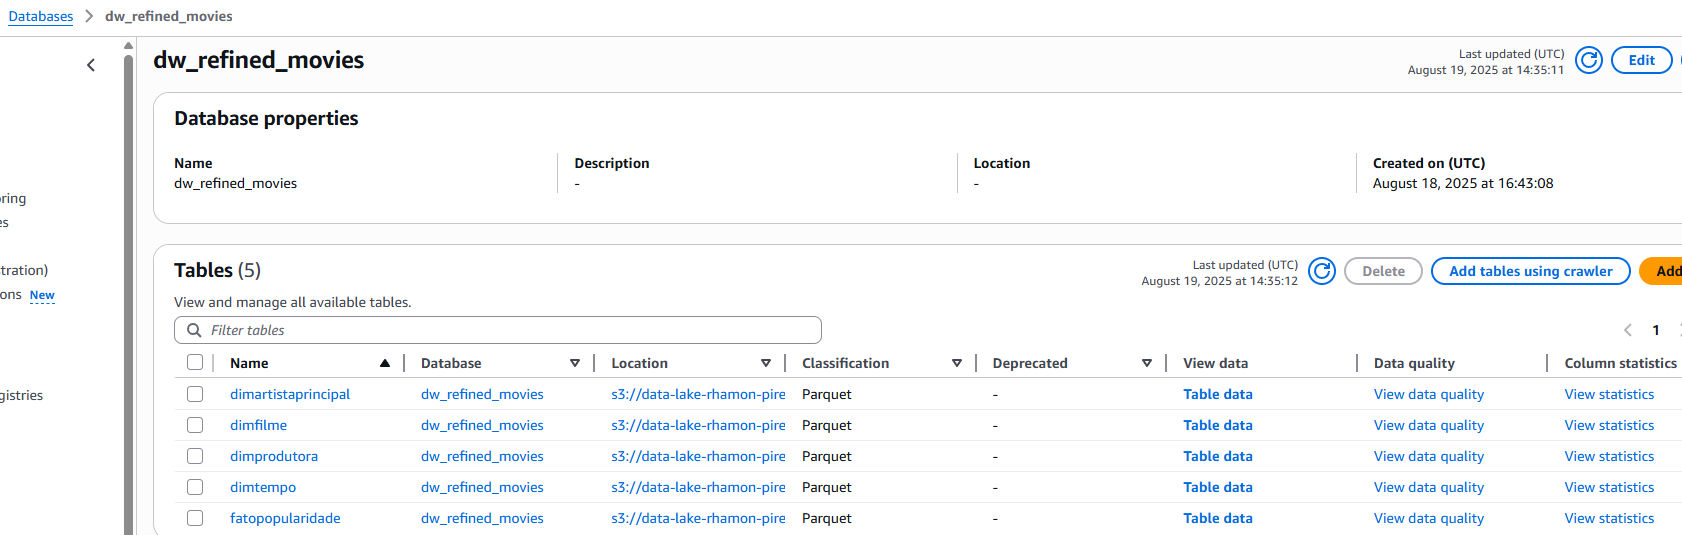 Databases > dw_refined_movies
dw_refined_movies
Last updated (UTC)
August 19, 2025 at 14:35:11
Edit
Database properties
Name
dw_refined_movies
Description
-
Location
-
Created on (UTC)
August 18, 2025 at 16:43:08
oring
es
tration)
ons New
gistries
Tables (5)
Last updated (UTC)
August 19, 2025 at 14:35:12
Delete
Add tables using crawler
Add
View and manage all available tables.
Filter tables
1
Name Database Location Classification Deprecated View data Data quality Column statistics
dimartistaprincipal dw_refined_movies s3://data-lake-rhamon-pire Parquet - Table data View data quality View statistics
dimfilme dw_refined_movies s3://data-lake-rhamon-pire Parquet - Table data View data quality View statistics
dimprodutora dw_refined_movies s3://data-lake-rhamon-pire Parquet - Table data View data quality View statistics
dimtempo dw_refined_movies s3://data-lake-rhamon-pire Parquet - Table data View data quality View statistics
fatopopularidade dw_refined_movies s3://data-lake-rhamon-pire Parquet - Table data View data quality View statistics